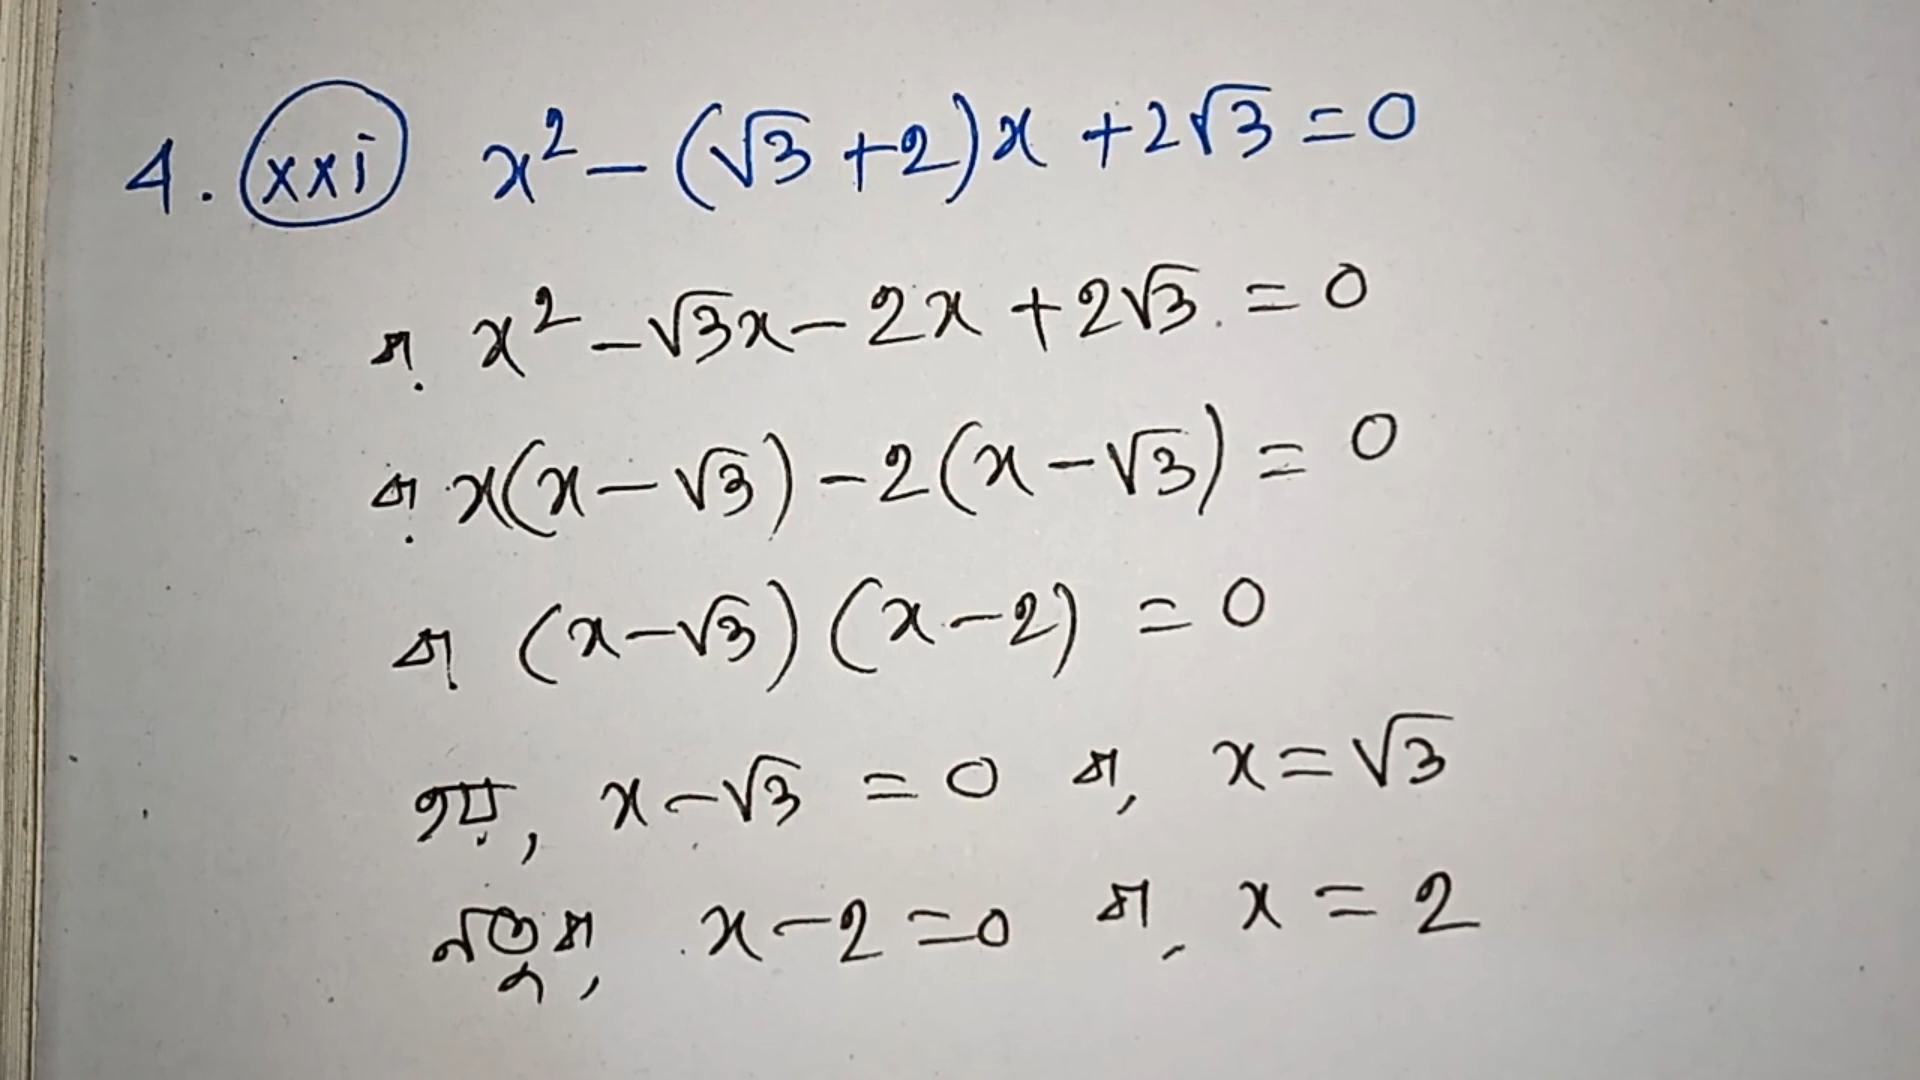 4. (xxi) x² - (√3 + 2)x + 2√3 = 0
বা, x² - √3x - 2x + 2√3 = 0
বা, x(x - √3) - 2(x - √3) = 0
বা (x - √3) (x - 2) = 0
হয়, x - √3 = 0 বা, x = √3
নতুবা, x - 2 = 0 বা, x = 2